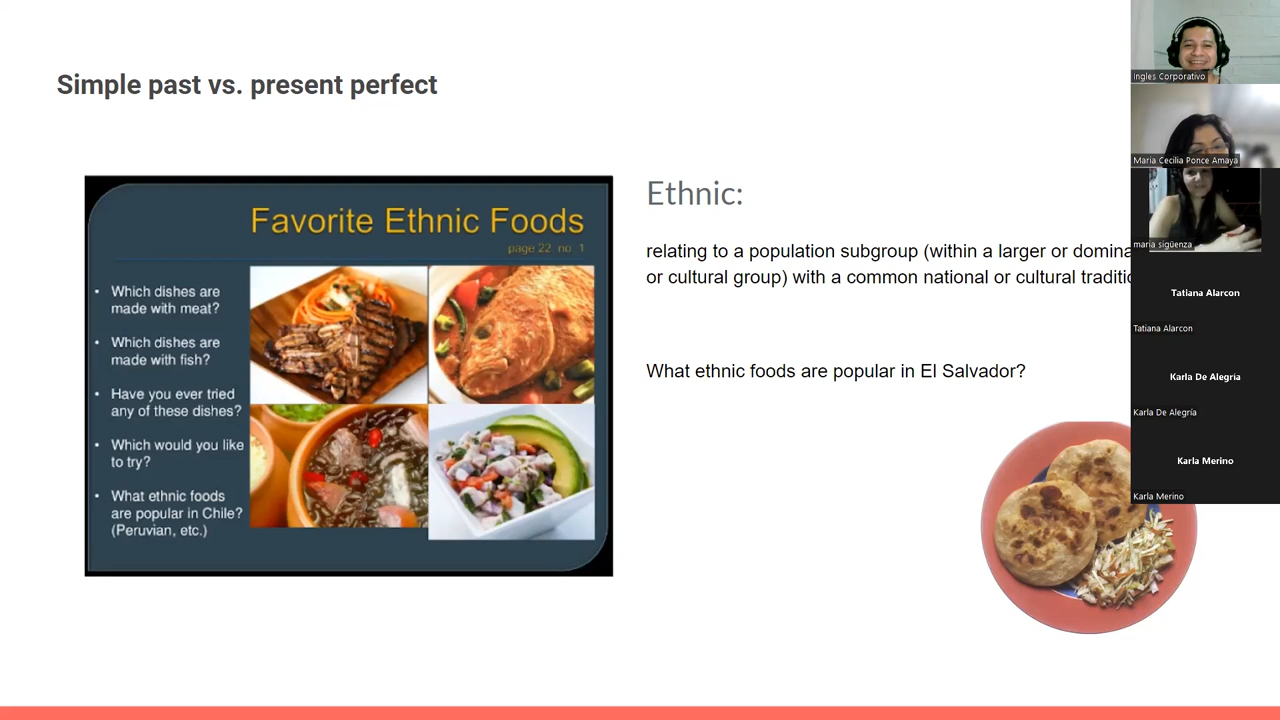 Simple past vs. present perfect
Favorite Ethnic Foods
page 22 no 1
• Which dishes are
made with meat?
• Which dishes are
made with fish?
• Have you ever tried
any of these dishes?
• Which would you like
to try?
• What ethnic foods
are popular in Chile?
(Peruvian, etc.)
Ethnic:
relating to a population subgroup (within a larger or domina
or cultural group) with a common national or cultural traditio
What ethnic foods are popular in El Salvador?
Ingles Corporativo
Maria Cecilia Ponce Amaya
maria sigüenza
Tatiana Alarcon
Tatiana Alarcon
Karla De Alegría
Karla De Alegría
Karla Merino
Karla Merino